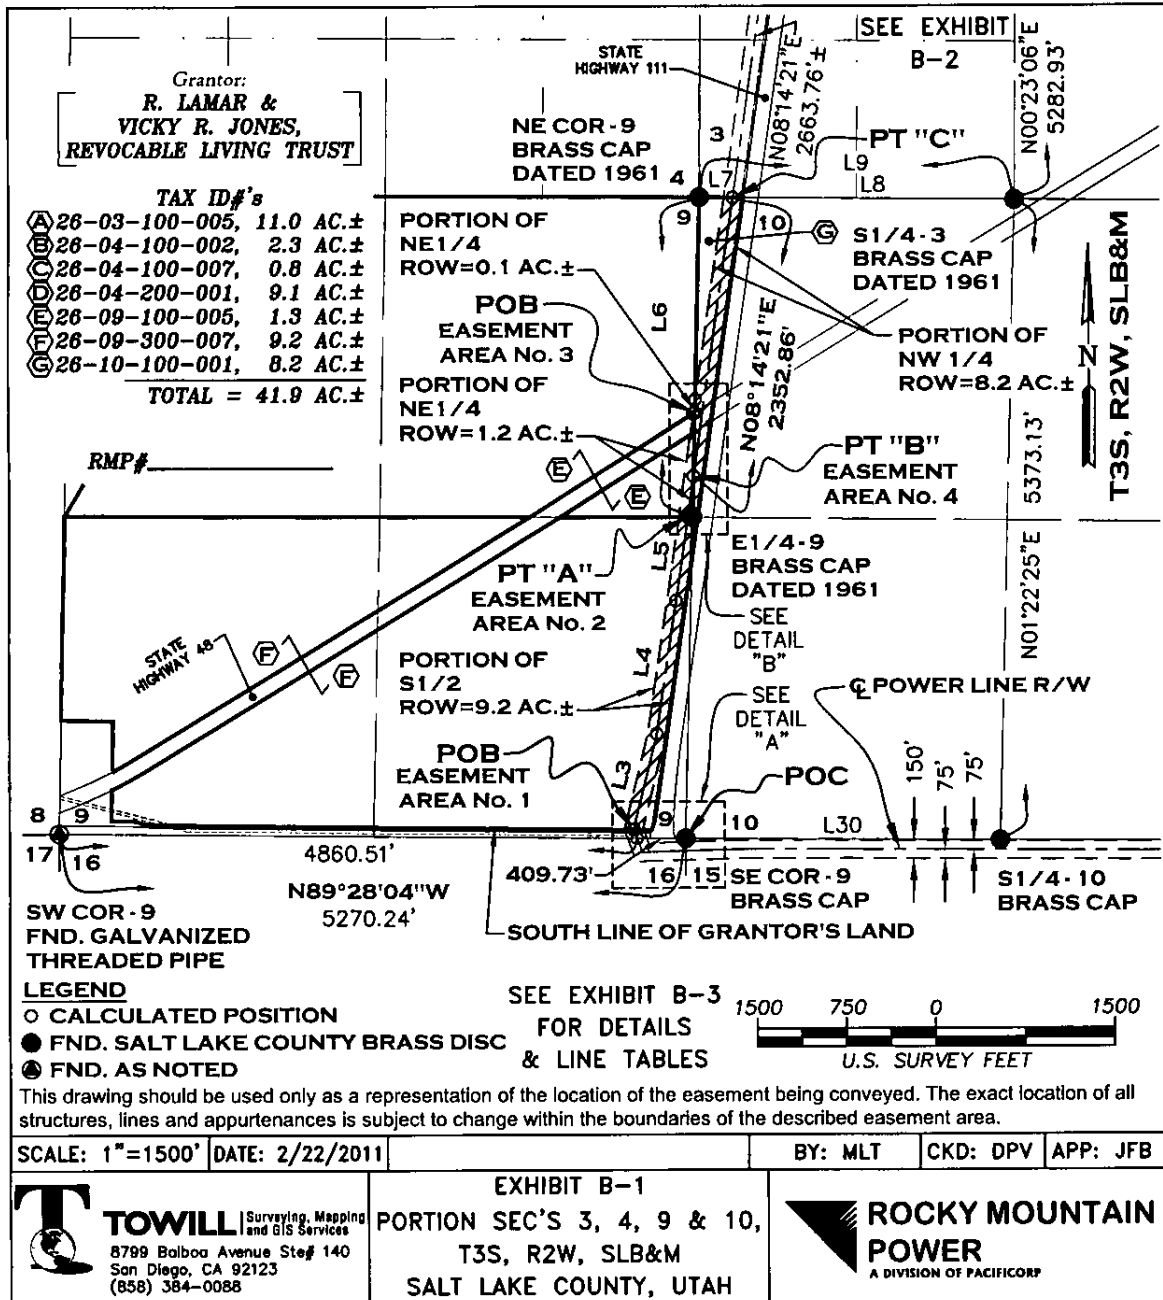 SEE EXHIBIT
B-2
STATE
HIGHWAY 111
N08°14'21"E
2663.76'±
N00°23'06"E
5282.93'
Grantor:
R. LAMAR &
VICKY R. JONES,
REVOCABLE LIVING TRUST
NE COR-9
BRASS CAP
DATED 1961
3
4
9
10
L7
PT "C"
L9
L8
TAX ID#'s
A 26-03-100-005, 11.0 AC.±
B 26-04-100-002, 2.3 AC.±
C 26-04-100-007, 0.8 AC.±
D 26-04-200-001, 9.1 AC.±
E 26-09-100-005, 1.3 AC.±
F 26-09-300-007, 9.2 AC.±
G 26-10-100-001, 8.2 AC.±
TOTAL = 41.9 AC.±
PORTION OF
NE1/4
ROW=0.1 AC.±
G
S1/4-3
BRASS CAP
DATED 1961
T3S, R2W, SLB&M
N
POB
EASEMENT
AREA No. 3
L6
PORTION OF
NW 1/4
ROW=8.2 AC.±
PORTION OF
NE1/4
ROW=1.2 AC.±
N08°14'21"E
2352.86'
RMP#
E
E
PT "B"
EASEMENT
AREA No. 4
5373.13'
N01°22'25"E
PT "A"
EASEMENT
AREA No. 2
L5
E1/4-9
BRASS CAP
DATED 1961
SEE
DETAIL
"B"
STATE
HIGHWAY 48
F
F
PORTION OF
S1/2
ROW=9.2 AC.±
L4
SEE
DETAIL
"A"
℄ POWER LINE R/W
POB
EASEMENT
AREA No. 1
L3
POC
150'
75'
75'
8
9
17
16
9
10
16
15
L30
4860.51'
409.73'
N89°28'04"W
5270.24'
SE COR-9
BRASS CAP
S1/4-10
BRASS CAP
SW COR-9
FND. GALVANIZED
THREADED PIPE
SOUTH LINE OF GRANTOR'S LAND
LEGEND
CALCULATED POSITION
FND. SALT LAKE COUNTY BRASS DISC
FND. AS NOTED
SEE EXHIBIT B-3
FOR DETAILS
& LINE TABLES
1500 750 0 1500
U.S. SURVEY FEET
This drawing should be used only as a representation of the location of the easement being conveyed. The exact location of all
structures, lines and appurtenances is subject to change within the boundaries of the described easement area.
SCALE: 1"=1500' DATE: 2/22/2011 BY: MLT CKD: DPV APP: JFB
TOWILL Surveying, Mapping
and GIS Services
8799 Balboa Avenue Ste# 140
San Diego, CA 92123
(858) 384-0088
EXHIBIT B-1
PORTION SEC'S 3, 4, 9 & 10,
T3S, R2W, SLB&M
SALT LAKE COUNTY, UTAH
ROCKY MOUNTAIN
POWER
A DIVISION OF PACIFICORP